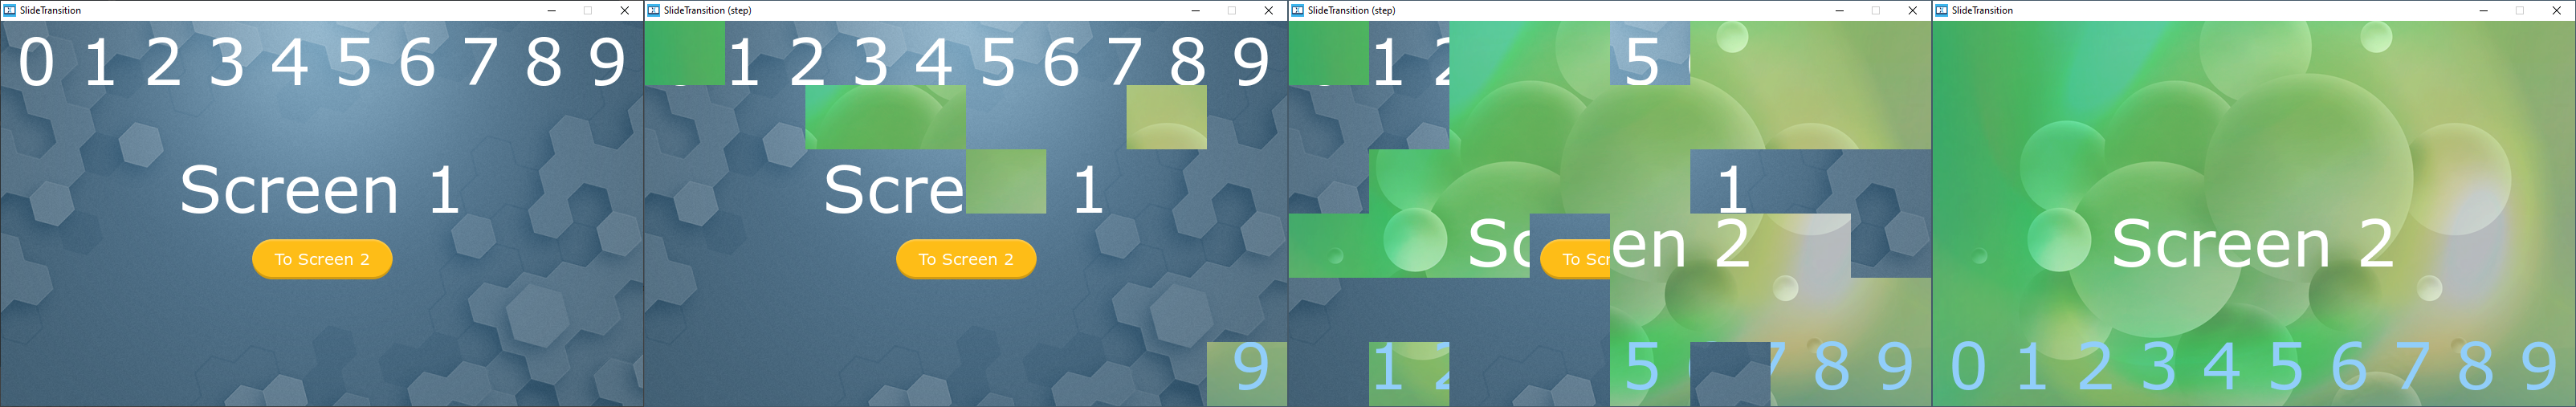 SlideTransition
0 1 2 3 4 5 6 7 8 9
Screen 1
To Screen 2
SlideTransition (step)
1 2 3 4 5 6 7 8 9
Scre 1
To Screen 2
9
SlideTransition (step)
1 2 5
1
Sc een 2
To Scr
1 2 5 7 8 9
SlideTransition
Screen 2
0 1 2 3 4 5 6 7 8 9